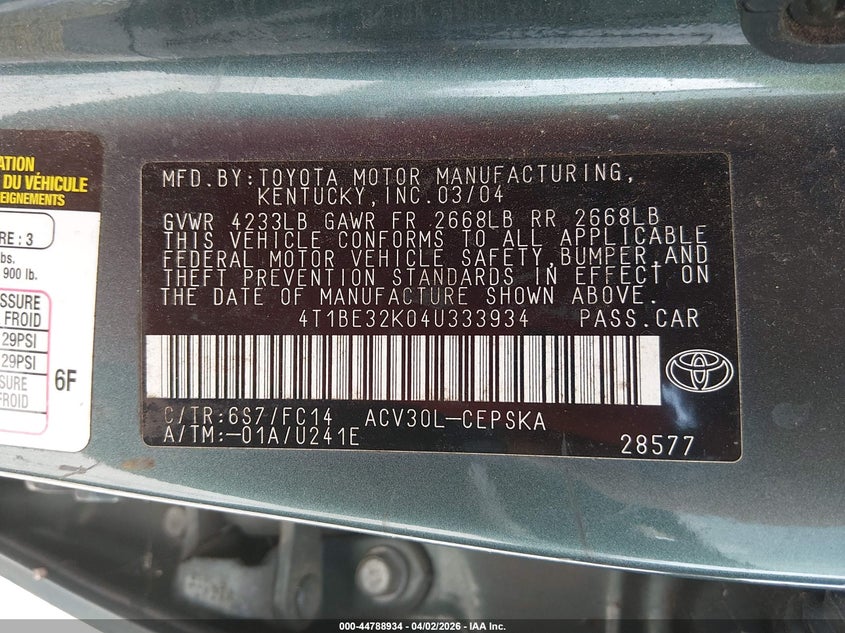 ATION
DU VÉHICULE
EIGNEMENTS
RE : 3
bs.
900 lb.
SSURE
FROID
29PSI
29PSI
SURE
FROID
6F
MFD.BY:TOYOTA MOTOR MANUFACTURING,
KENTUCKY,INC.03/04
GVWR 4233LB GAWR FR 2668LB RR 2668LB
THIS VEHICLE CONFORMS TO ALL APPLICABLE
FEDERAL MOTOR VEHICLE SAFETY,BUMPER,AND
THEFT PREVENTION STANDARDS IN EFFECT ON
THE DATE OF MANUFACTURE SHOWN ABOVE.
4T1BE32K04U333934 PASS.CAR
C/TR:6S7/FC14 ACV30L-CEPSKA
A/TM:-01A/U241E
28577
000-44788934 - 04/02/2026 - IAA Inc.